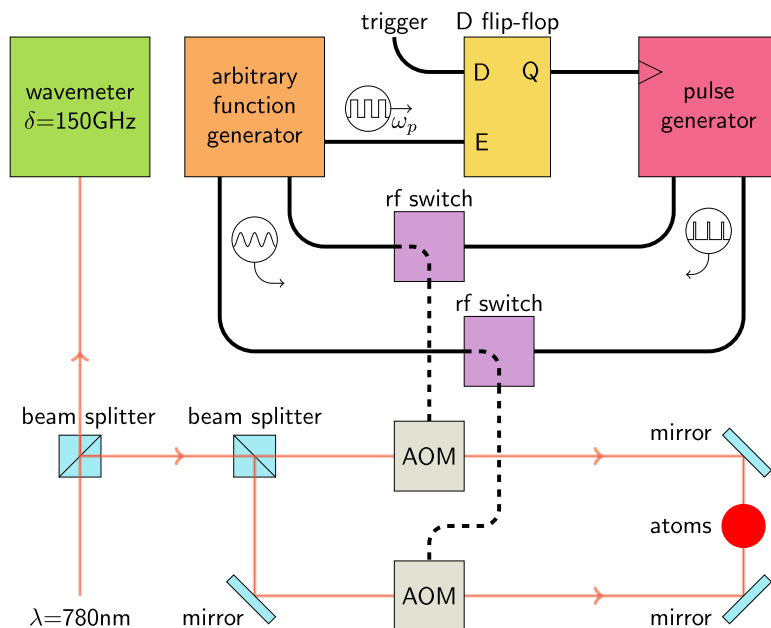 trigger
D flip-flop
wavemeter
δ=150GHz
arbitrary
function
generator
ωp
D
Q
E
pulse
generator
rf switch
rf switch
beam splitter
beam splitter
mirror
AOM
atoms
AOM
λ=780nm
mirror
mirror